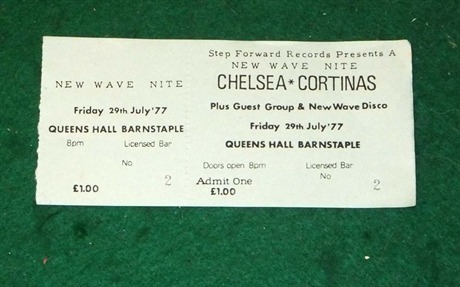 NEW WAVE NITE
Friday 29th July '77
QUEENS HALL BARNSTAPLE
8pm Licensed Bar
No
2
£1.00
Step Forward Records Presents A
NEW WAVE NITE
CHELSEA * CORTINAS
Plus Guest Group & New Wave Disco
Friday 29th July '77
QUEENS HALL BARNSTAPLE
Doors open 8pm Licensed Bar
No
2
Admit One
£1.00